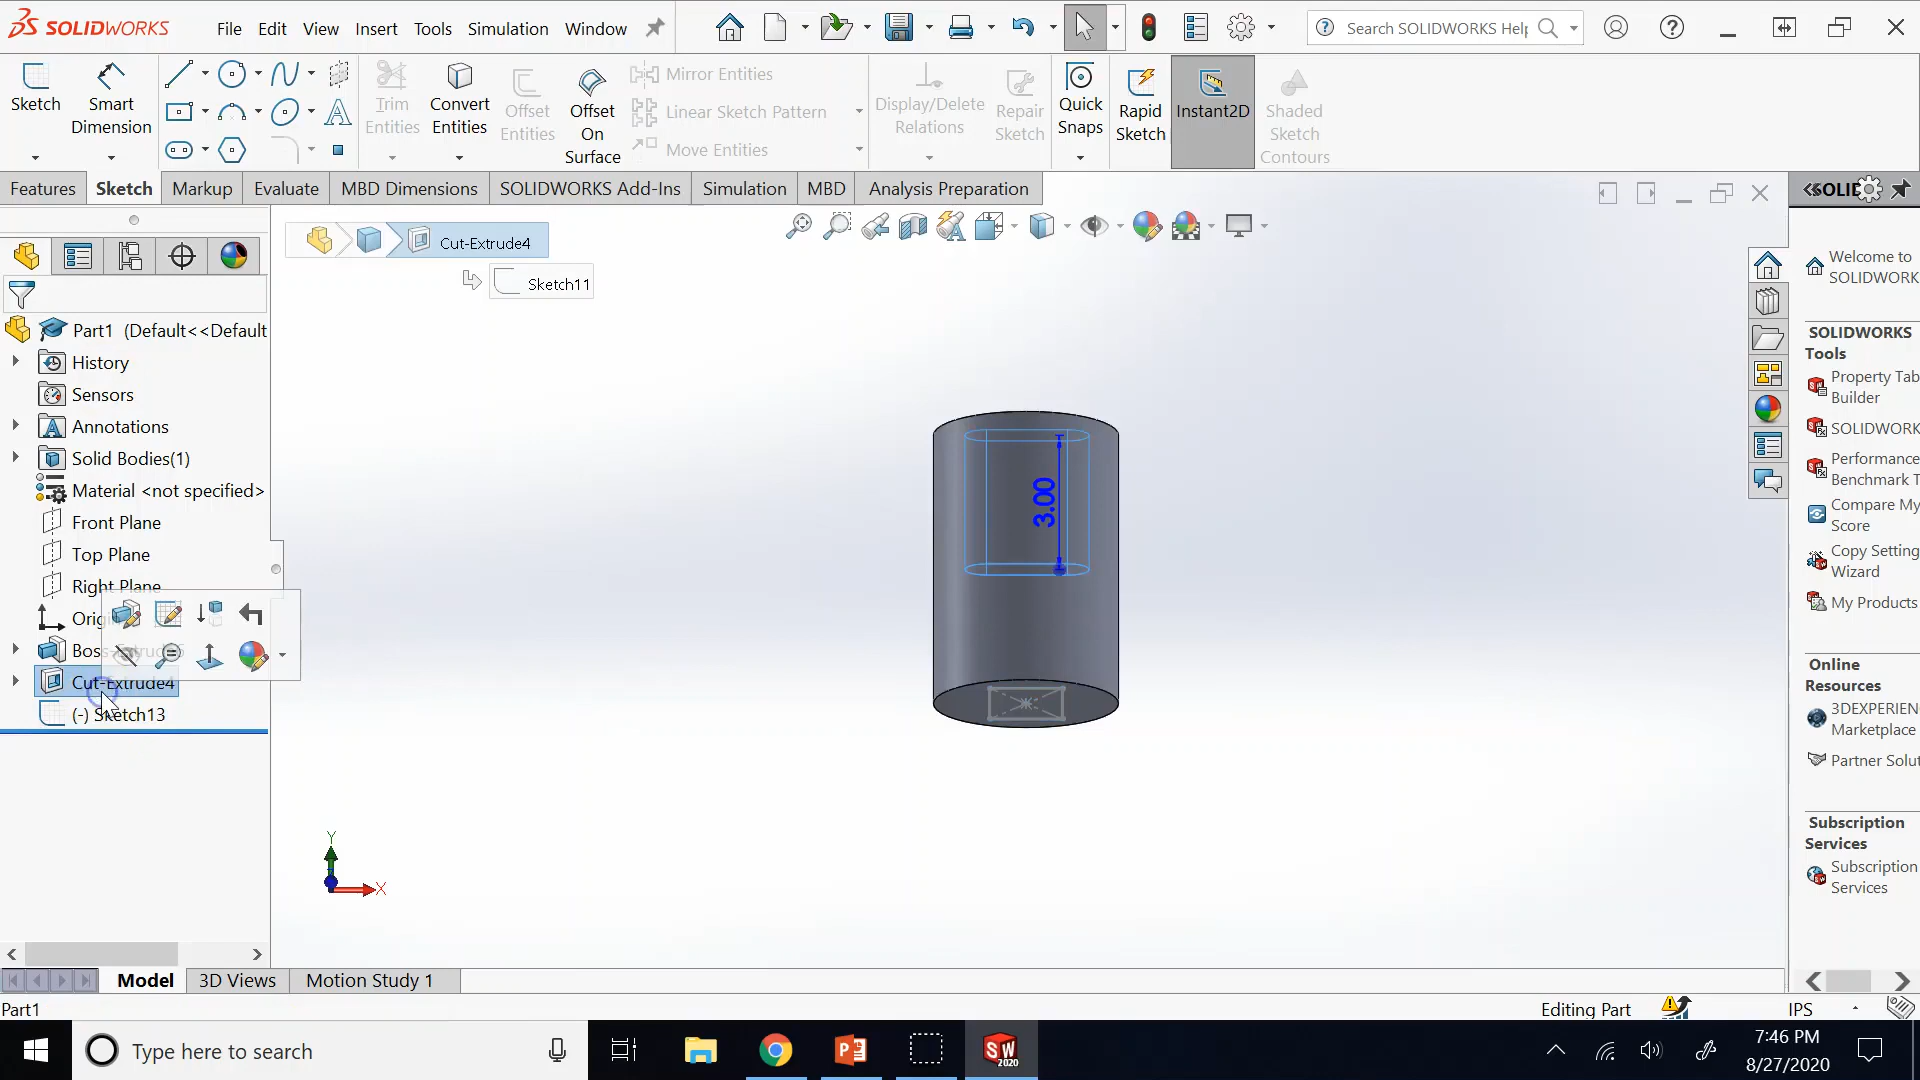 SOLIDWORKS File Edit View Insert Tools Simulation Window Search SOLIDWORKS Help
Sketch Smart Dimension Trim Entities Convert Entities Offset Entities Offset On Surface Mirror Entities Linear Sketch Pattern Move Entities Display/Delete Relations Repair Sketch Quick Snaps Rapid Sketch Instant2D Shaded Sketch Contours
Features Sketch Markup Evaluate MBD Dimensions SOLIDWORKS Add-Ins Simulation MBD Analysis Preparation
Cut-Extrude4
Sketch11
Part1 (Default<<Default
History
Sensors
Annotations
Solid Bodies(1)
Material <not specified>
Front Plane
Top Plane
Right Plane
Orig
Boss-Extrude5
Cut-Extrude4
(-) Sketch13
3.00
Y
X
Welcome to
SOLIDWORK
SOLIDWORKS
Tools
Property Tab
Builder
SOLIDWORK
Performance
Benchmark T
Compare My
Score
Copy Setting
Wizard
My Products
Online
Resources
3DEXPERIEN
Marketplace
Partner Solut
Subscription
Services
Subscription
Services
Model 3D Views Motion Study 1
Part1 Editing Part IPS
Type here to search
SW
2020
7:46 PM
8/27/2020